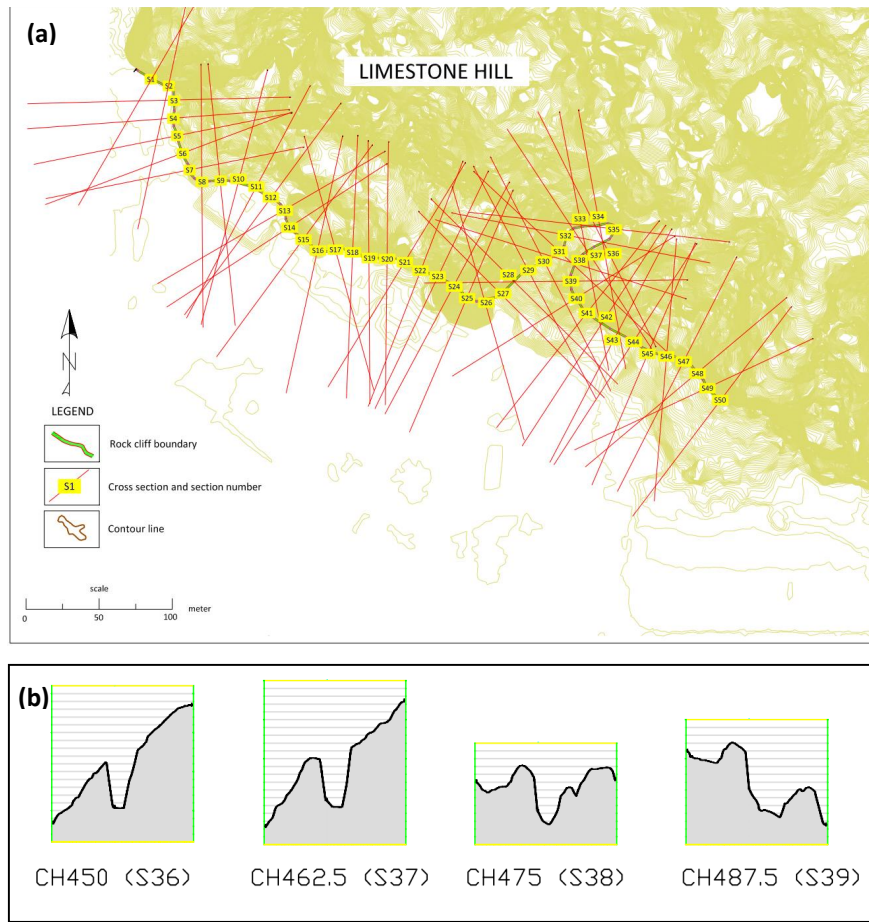 (a)
LIMESTONE HILL
S1
S2
S3
S4
S5
S6
S7
S8
S9
S10
S11
S12
S13
S14
S15
S16
S17
S18
S19
S20
S21
S22
S23
S24
S25
S26
S27
S28
S29
S30
S31
S32
S33
S34
S35
S36
S37
S38
S39
S40
S41
S42
S43
S44
S45
S46
S47
S48
S49
S50
N
LEGEND
Rock cliff boundary
S1 Cross section and section number
Contour line
scale
meter
0 50 100
(b)
CH450 (S36) CH462.5 (S37) CH475 (S38) CH487.5 (S39)